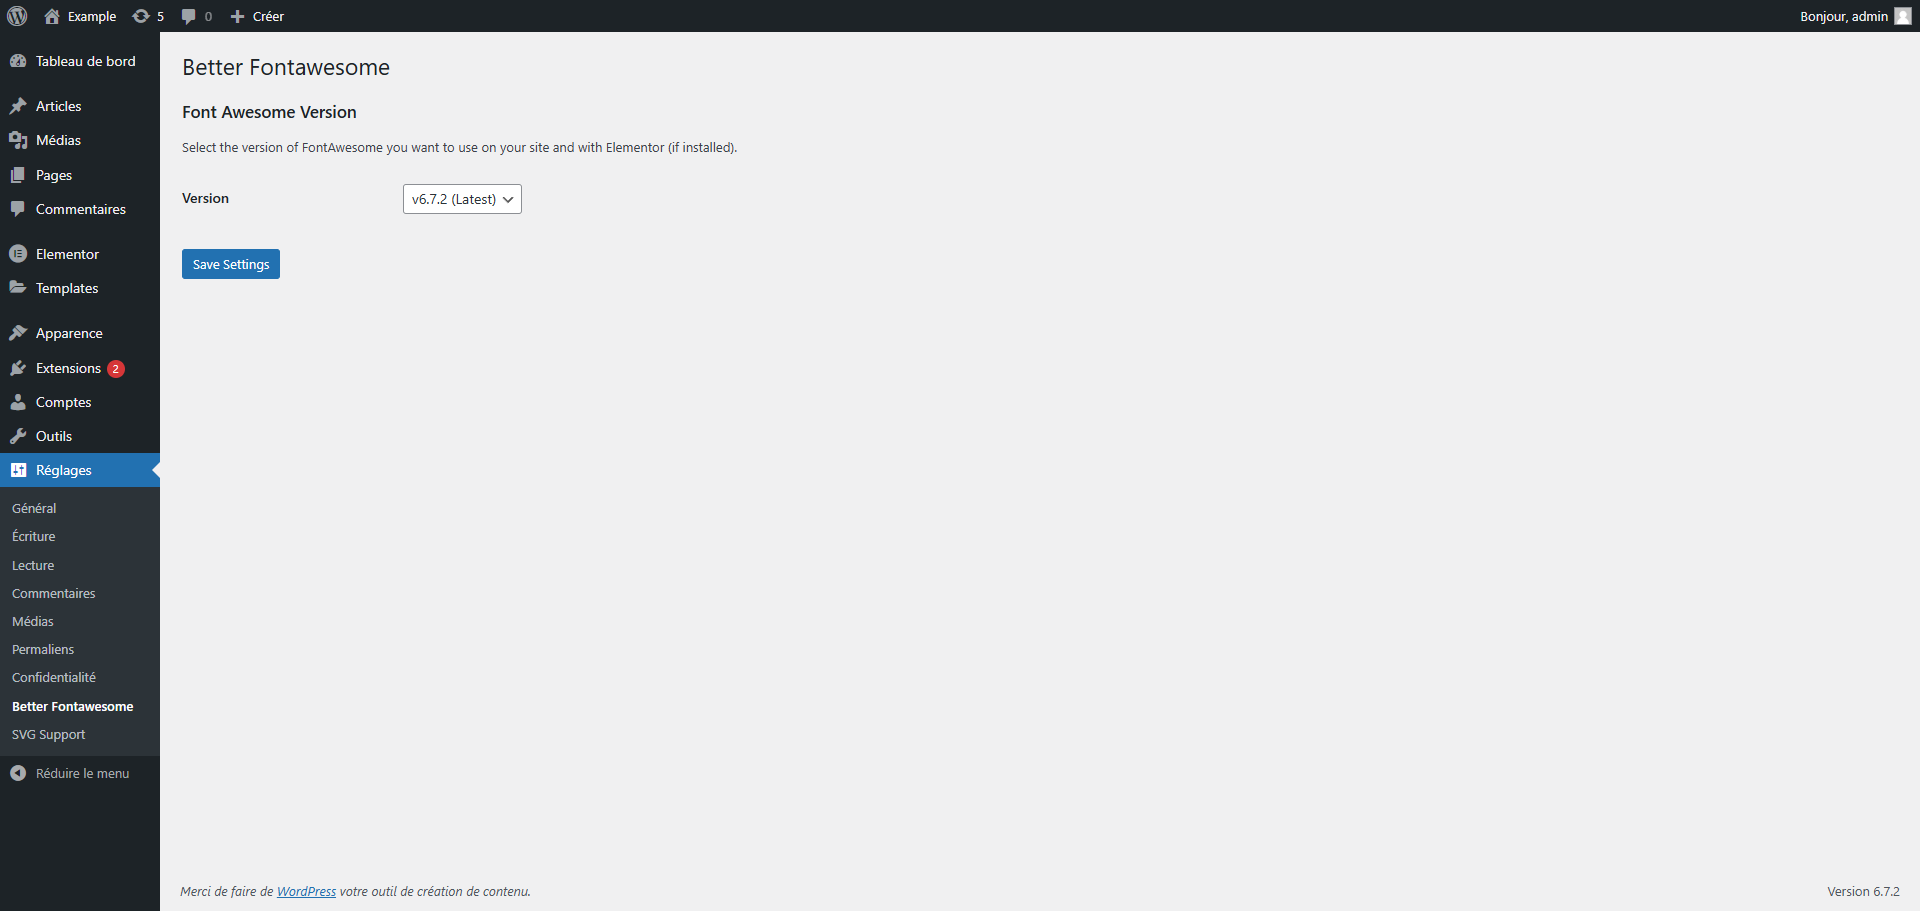 Example
5
0
Créer
Bonjour, admin
Tableau de bord
Articles
Médias
Pages
Commentaires
Elementor
Templates
Apparence
Extensions 2
Comptes
Outils
Réglages
Général
Écriture
Lecture
Commentaires
Médias
Permaliens
Confidentialité
Better Fontawesome
SVG Support
Réduire le menu
Better Fontawesome
Font Awesome Version
Select the version of FontAwesome you want to use on your site and with Elementor (if installed).
Version
v6.7.2 (Latest)
Save Settings
Merci de faire de WordPress votre outil de création de contenu.
Version 6.7.2